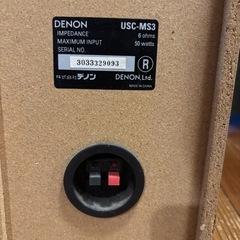 DENON USC-MS3
IMPEDANCE 6 ohms
MAXIMUM INPUT 50 watts
SERIAL NO.
3033329093
R
デノン DENON, Ltd.
MADE IN CHINA